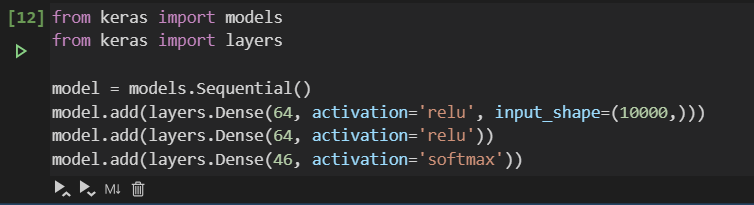 [12] from keras import models
from keras import layers
model = models.Sequential()
model.add(layers.Dense(64, activation='relu', input_shape=(10000,)))
model.add(layers.Dense(64, activation='relu'))
model.add(layers.Dense(46, activation='softmax'))
M↓